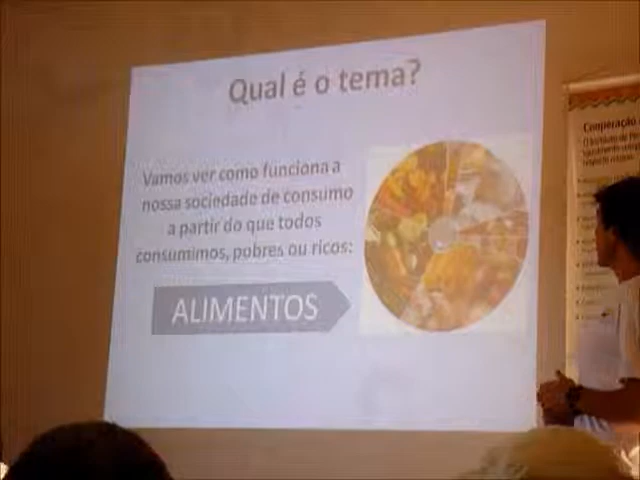 Qual é o tema?
Vamos ver como funciona a
nossa sociedade de consumo
a partir do que todos
consumimos, pobres ou ricos:
ALIMENTOS
Cooperação